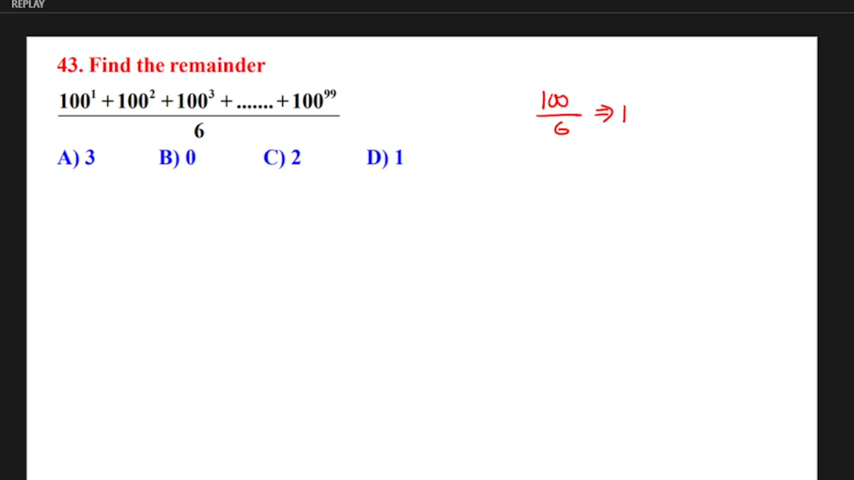 REPLAY
43. Find the remainder
100¹ + 100² + 100³ + ....... + 100⁹⁹
6
A) 3 B) 0 C) 2 D) 1
100
6
⇒ 1